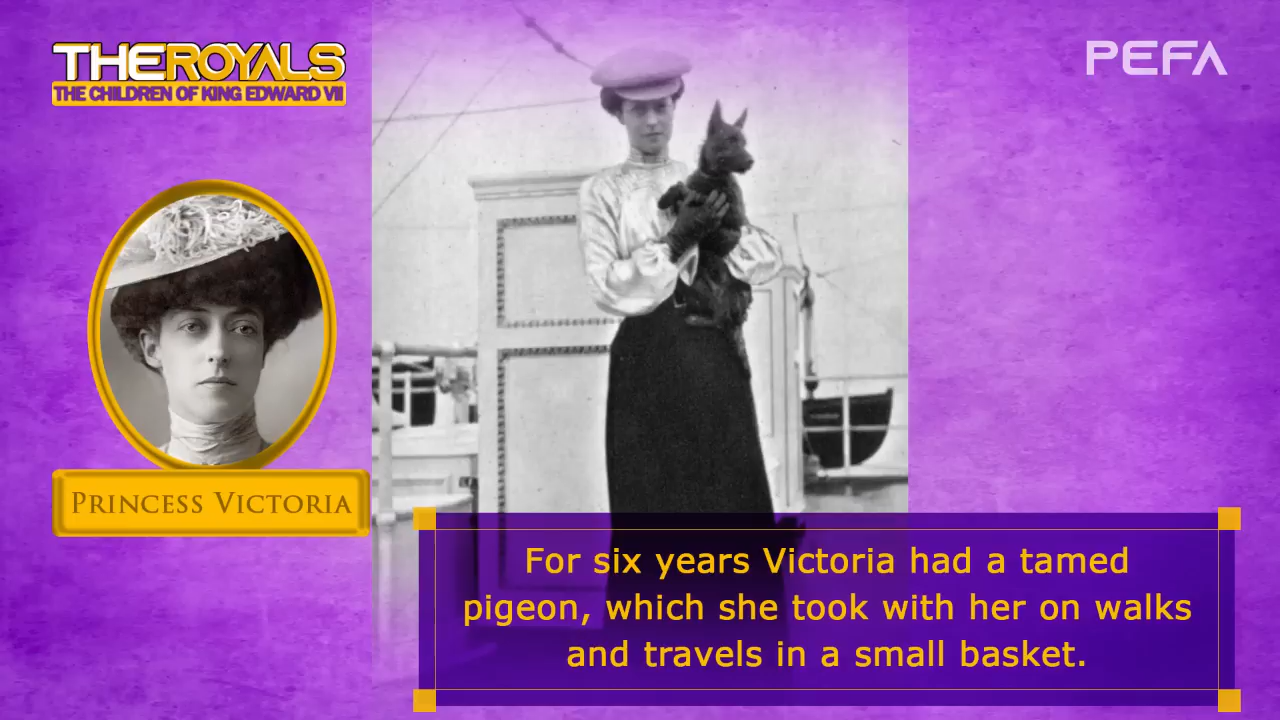 THEROYALS
THE CHILDREN OF KING EDWARD VII
PEFA
PRINCESS VICTORIA
For six years Victoria had a tamed
pigeon, which she took with her on walks
and travels in a small basket.